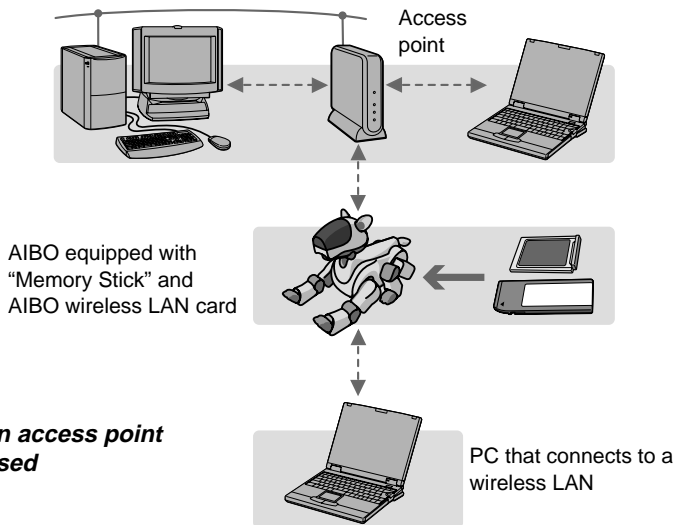 Access
point
AIBO equipped with
“Memory Stick” and
AIBO wireless LAN card
access point
PC that connects to a
wireless LAN